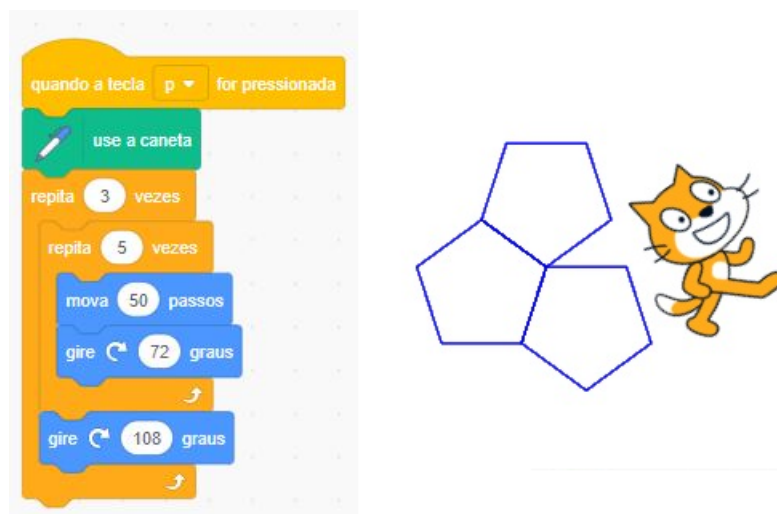 quando a tecla p for pressionada
use a caneta
repita 3 vezes
repita 5 vezes
mova 50 passos
gire 72 graus
gire 108 graus